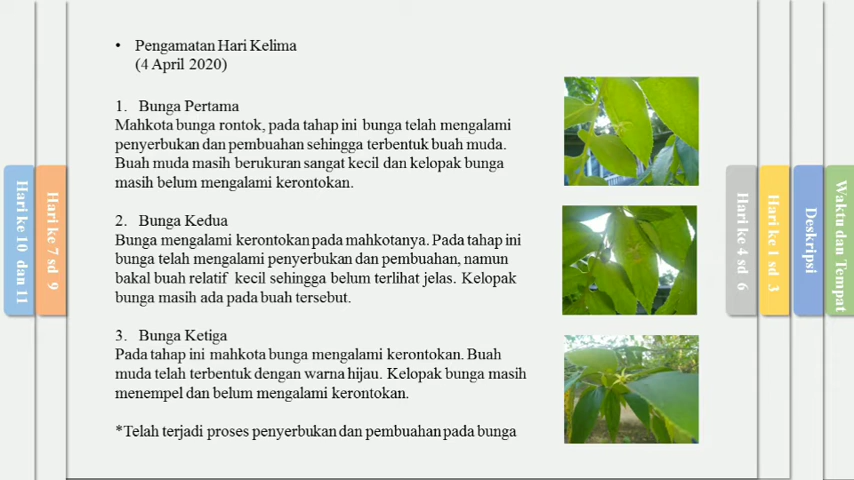 • Pengamatan Hari Kelima
(4 April 2020)
1. Bunga Pertama
Mahkota bunga rontok, pada tahap ini bunga telah mengalami
penyerbukan dan pembuahan sehingga terbentuk buah muda.
Buah muda masih berukuran sangat kecil dan kelopak bunga
masih belum mengalami kerontokan.
2. Bunga Kedua
Bunga mengalami kerontokan pada mahkotanya. Pada tahap ini
bunga telah mengalami penyerbukan dan pembuahan, namun
bakal buah relatif kecil sehingga belum terlihat jelas. Kelopak
bunga masih ada pada buah tersebut.
3. Bunga Ketiga
Pada tahap ini mahkota bunga mengalami kerontokan. Buah
muda telah terbentuk dengan warna hijau. Kelopak bunga masih
menempel dan belum mengalami kerontokan.
*Telah terjadi proses penyerbukan dan pembuahan pada bunga
Hari ke 10 dan 11
Hari ke 7 sd 9
Hari ke 4 sd 6
Hari ke 1 sd 3
Deskripsi
Waktu dan Tempat